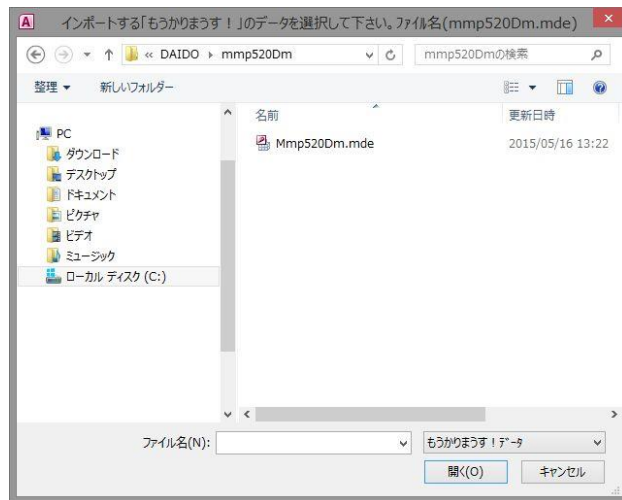 インポートする「もうかりまうす！」のデータを選択して下さい。ﾌｧｲﾙ名(mmp520Dm.mde)
« DAIDO ▸ mmp520Dm
mmp520Dmの検索
整理 ▼ 新しいフォルダー
名前 更新日時
PC
ダウンロード
デスクトップ
ドキュメント
ピクチャ
ビデオ
ミュージック
ローカル ディスク (C:)
Mmp520Dm.mde 2015/05/16 13:22
ファイル名(N):
もうかりまうす！ﾃﾞｰﾀ
開く(O) キャンセル